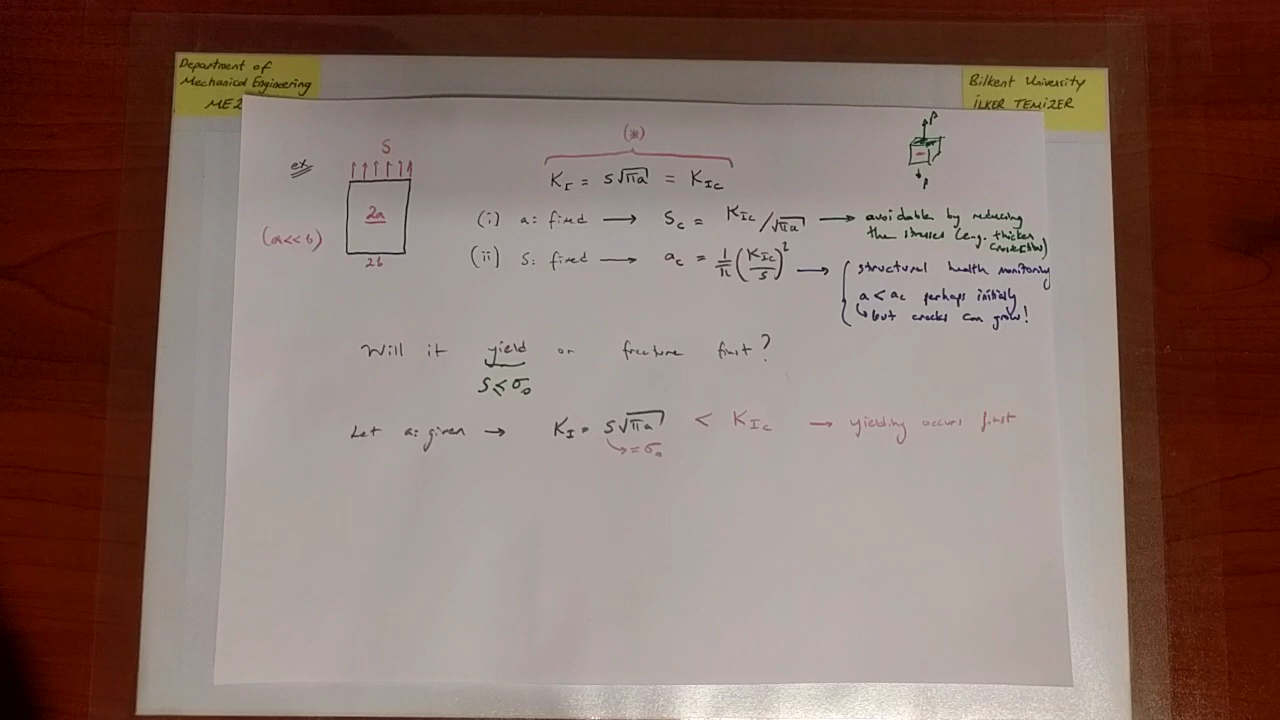 Department of
Mechanical Engineering
ME2
Bilkent University
İLKER TEMİZER
ex
S
2a
(a<<b)
2b
(*)
K_I = S√πa = K_Ic
P
P
(i) a: fixed → S_c = K_Ic/√πa → avoidable by reducing
the stresses (e.g. thicker
crosssection)
(ii) S: fixed → a_c = 1/π (K_Ic/S)² → structural health monitoring
a < a_c perhaps initially
↳ but cracks can grow!
Will it yield or fracture first?
S ≤ σ₀
Let a: given → K_I = S√πa < K_Ic → yielding occurs first
↳ = σ₀